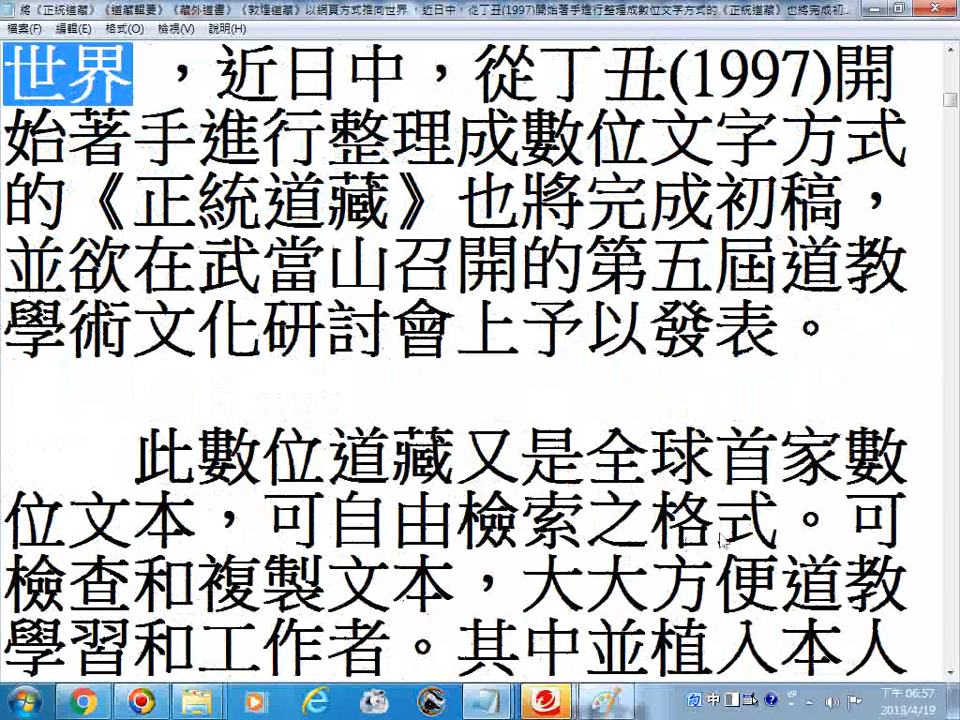 將《正統道藏》《道藏輯要》《藏外道書》《敦煌道藏》以網頁方式推向世界，近日中，從丁丑(1997)開始著手進行整理成數位文字方式的《正統道藏》也將完成初...
檔案(F) 編輯(E) 格式(O) 檢視(V) 說明(H)
世界，近日中，從丁丑(1997)開
始著手進行整理成數位文字方式
的《正統道藏》也將完成初稿，
並欲在武當山召開的第五屆道教
學術文化研討會上予以發表。
此數位道藏又是全球首家數
位文本，可自由檢索之格式。可
檢查和複製文本，大大方便道教
學習和工作者。其中並植入本人
中
下午 06:57
2018/4/19